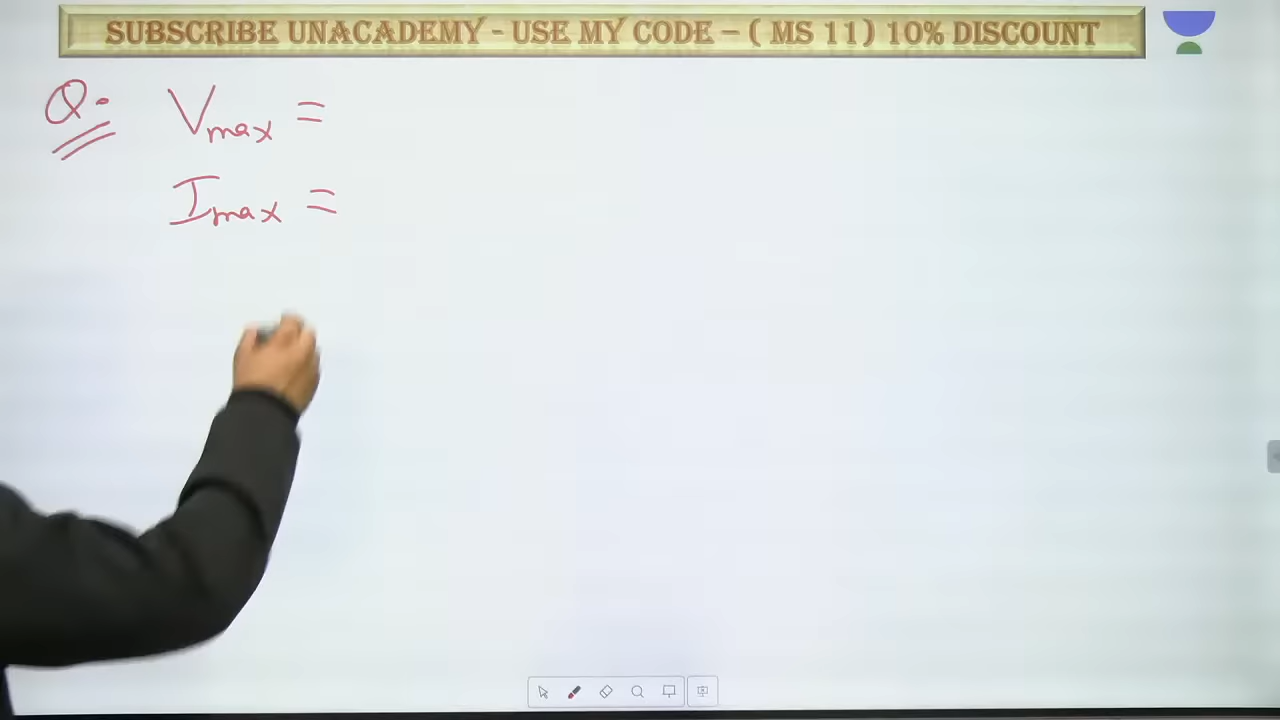 SUBSCRIBE UNACADEMY - USE MY CODE – ( MS 11) 10% DISCOUNT
Q. Vmax =
Imax =